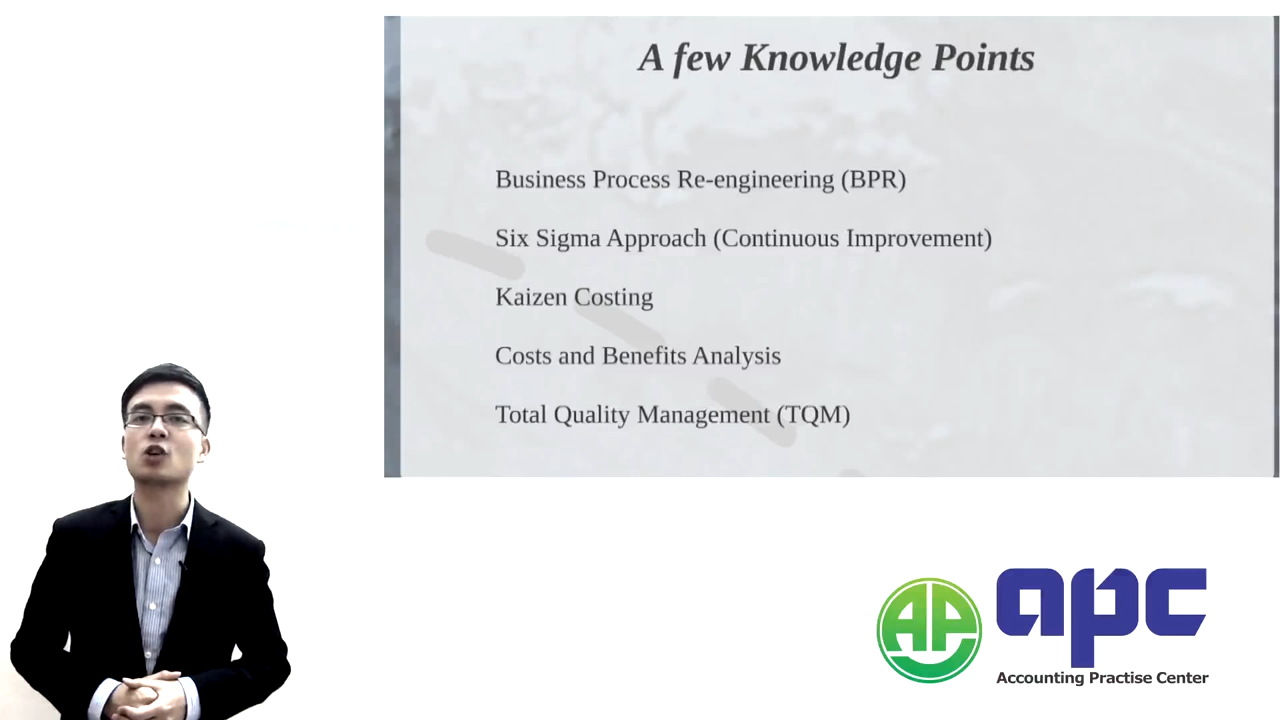 A few Knowledge Points
Business Process Re-engineering (BPR)
Six Sigma Approach (Continuous Improvement)
Kaizen Costing
Costs and Benefits Analysis
Total Quality Management (TQM)
AP
apc
Accounting Practise Center